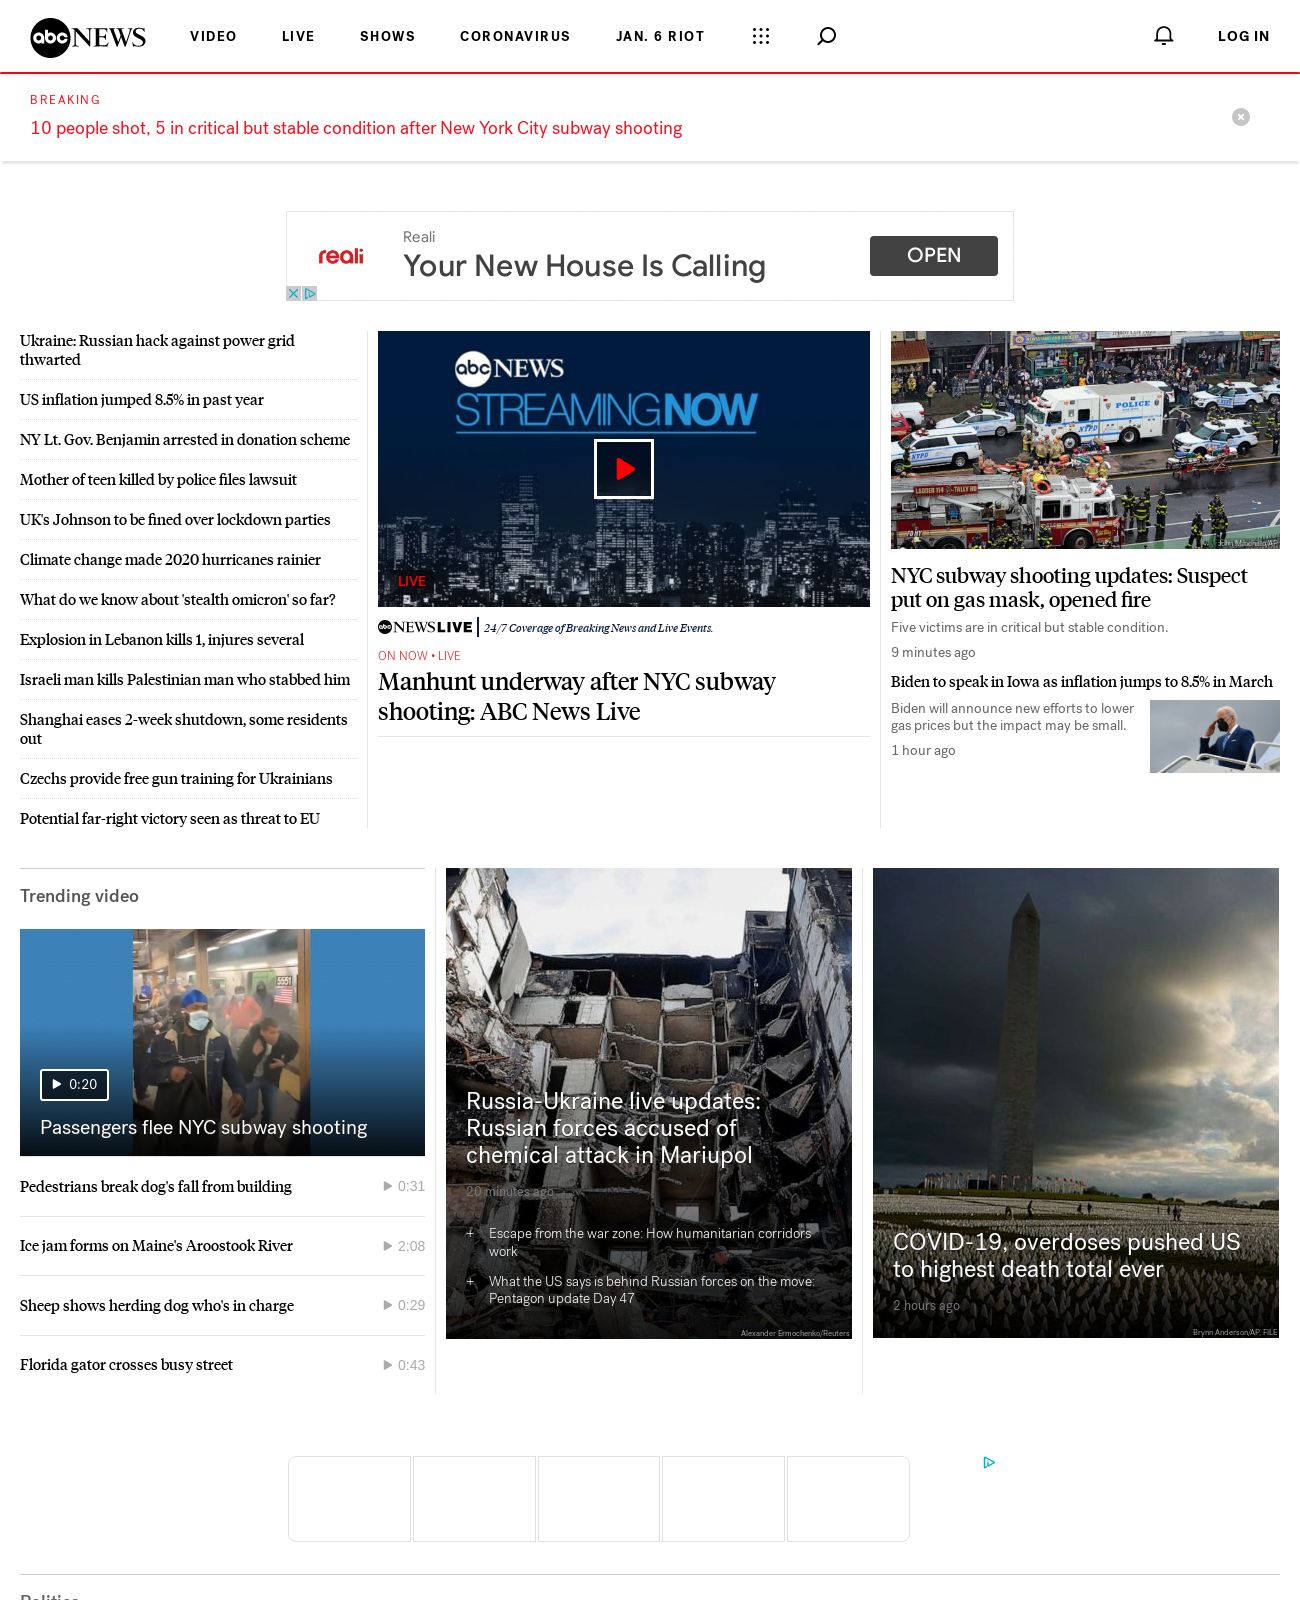 abc NEWS
VIDEO
LIVE
SHOWS
CORONAVIRUS
JAN. 6 RIOT
LOG IN
BREAKING
10 people shot, 5 in critical but stable condition after New York City subway shooting
reali
Reali
Your New House Is Calling
OPEN
Ukraine: Russian hack against power grid
thwarted
US inflation jumped 8.5% in past year
NY Lt. Gov. Benjamin arrested in donation scheme
Mother of teen killed by police files lawsuit
UK's Johnson to be fined over lockdown parties
Climate change made 2020 hurricanes rainier
What do we know about 'stealth omicron' so far?
Explosion in Lebanon kills 1, injures several
Israeli man kills Palestinian man who stabbed him
Shanghai eases 2-week shutdown, some residents
out
Czechs provide free gun training for Ukrainians
Potential far-right victory seen as threat to EU
abc NEWS
STREAMING NOW
LIVE
abc NEWS LIVE
24/7 Coverage of Breaking News and Live Events.
ON NOW • LIVE
Manhunt underway after NYC subway
shooting: ABC News Live
POLICE
NYPD
NYPD
LADDER 114 TALLY HO
John Minchillo/AP
NYC subway shooting updates: Suspect
put on gas mask, opened fire
Five victims are in critical but stable condition.
9 minutes ago
Biden to speak in Iowa as inflation jumps to 8.5% in March
Biden will announce new efforts to lower
gas prices but the impact may be small.
1 hour ago
Trending video
5551
0:20
Passengers flee NYC subway shooting
Pedestrians break dog's fall from building
0:31
Ice jam forms on Maine's Aroostook River
2:08
Sheep shows herding dog who's in charge
0:29
Florida gator crosses busy street
0:43
Russia-Ukraine live updates:
Russian forces accused of
chemical attack in Mariupol
20 minutes ago
+ Escape from the war zone: How humanitarian corridors
work
+ What the US says is behind Russian forces on the move:
Pentagon update Day 47
Alexander Ermochenko/Reuters
COVID-19, overdoses pushed US
to highest death total ever
2 hours ago
Brynn Anderson/AP, FILE
Politics